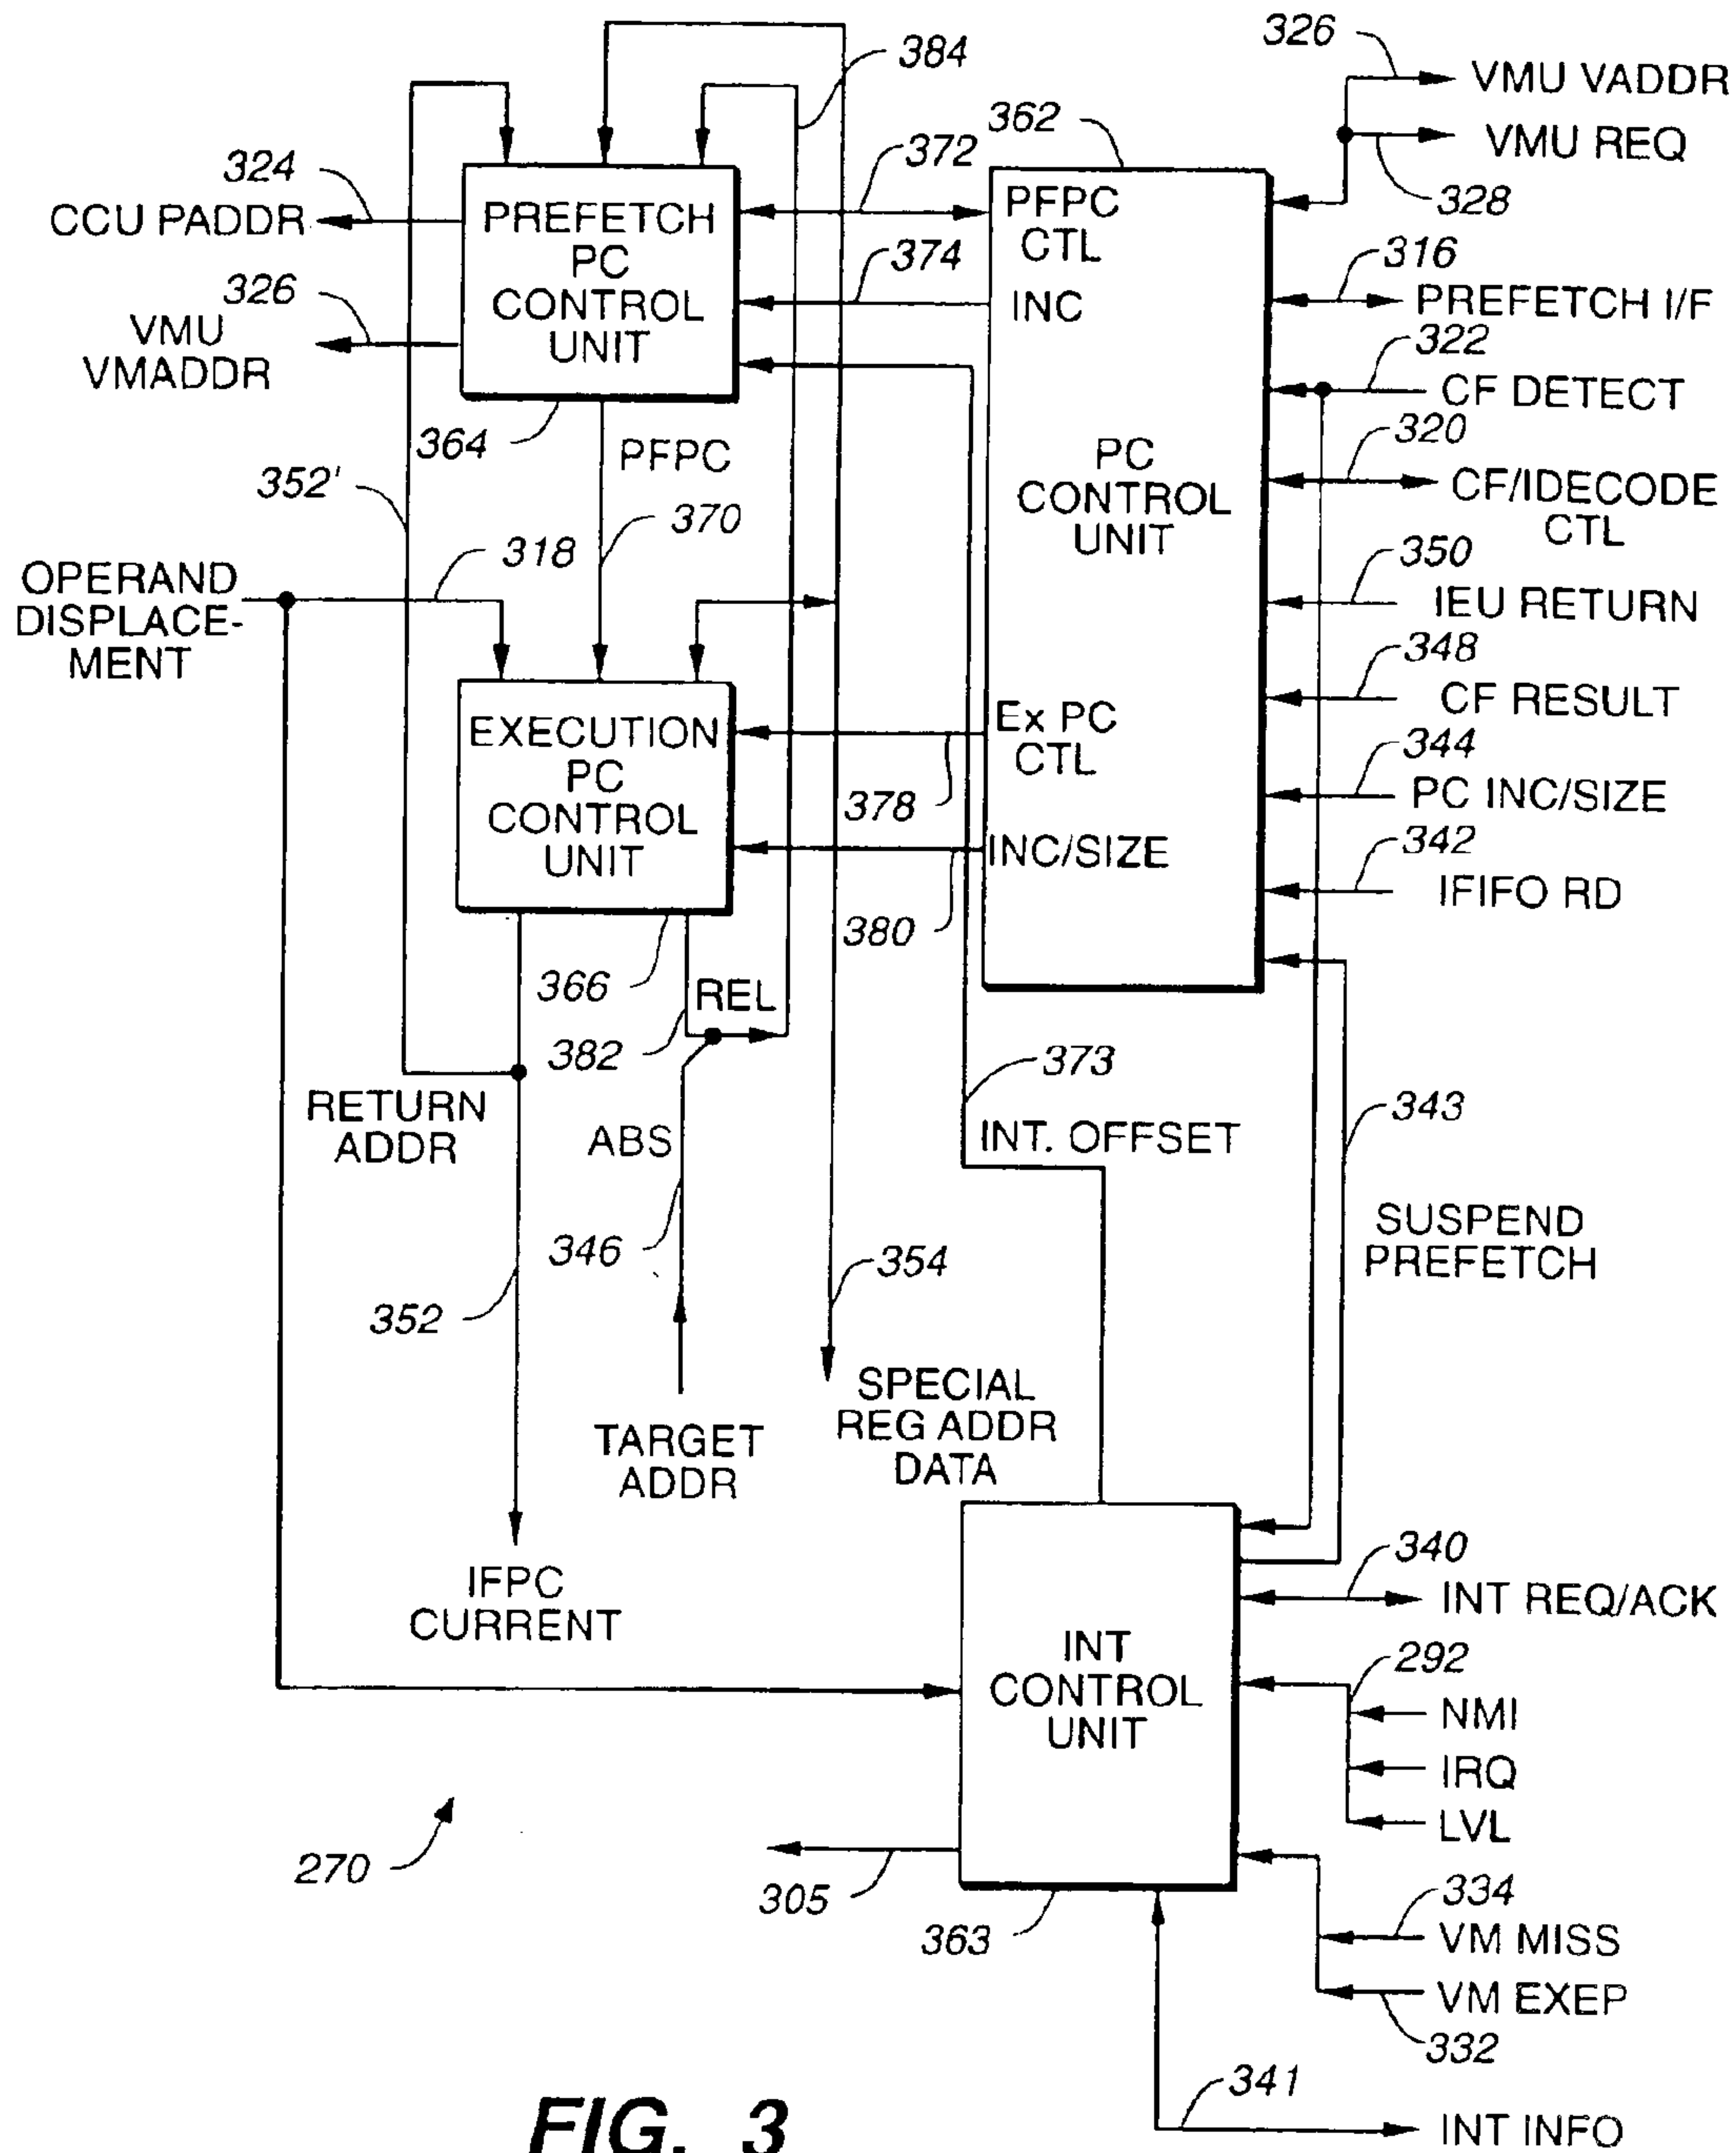 326
VMU VADDR
VMU REQ
328
384
362
372
324
CCU PADDR
326
VMU
VMADDR
PREFETCH
PC
CONTROL
UNIT
364
PFPC
370
374
PFPC
CTL
INC
316
PREFETCH I/F
322
CF DETECT
320
CF/IDECODE
CTL
PC
CONTROL
UNIT
350
IEU RETURN
348
CF RESULT
344
PC INC/SIZE
342
IFIFO RD
352'
318
OPERAND
DISPLACE-
MENT
EXECUTION
PC
CONTROL
UNIT
Ex PC
CTL
378
INC/SIZE
380
366
REL
382
RETURN
ADDR
ABS
373
INT. OFFSET
343
SUSPEND
PREFETCH
346
354
352
TARGET
ADDR
SPECIAL
REG ADDR
DATA
IFPC
CURRENT
INT
CONTROL
UNIT
340
INT REQ/ACK
292
NMI
IRQ
LVL
270
305
363
334
VM MISS
VM EXEP
332
341
INT INFO
FIG. 3